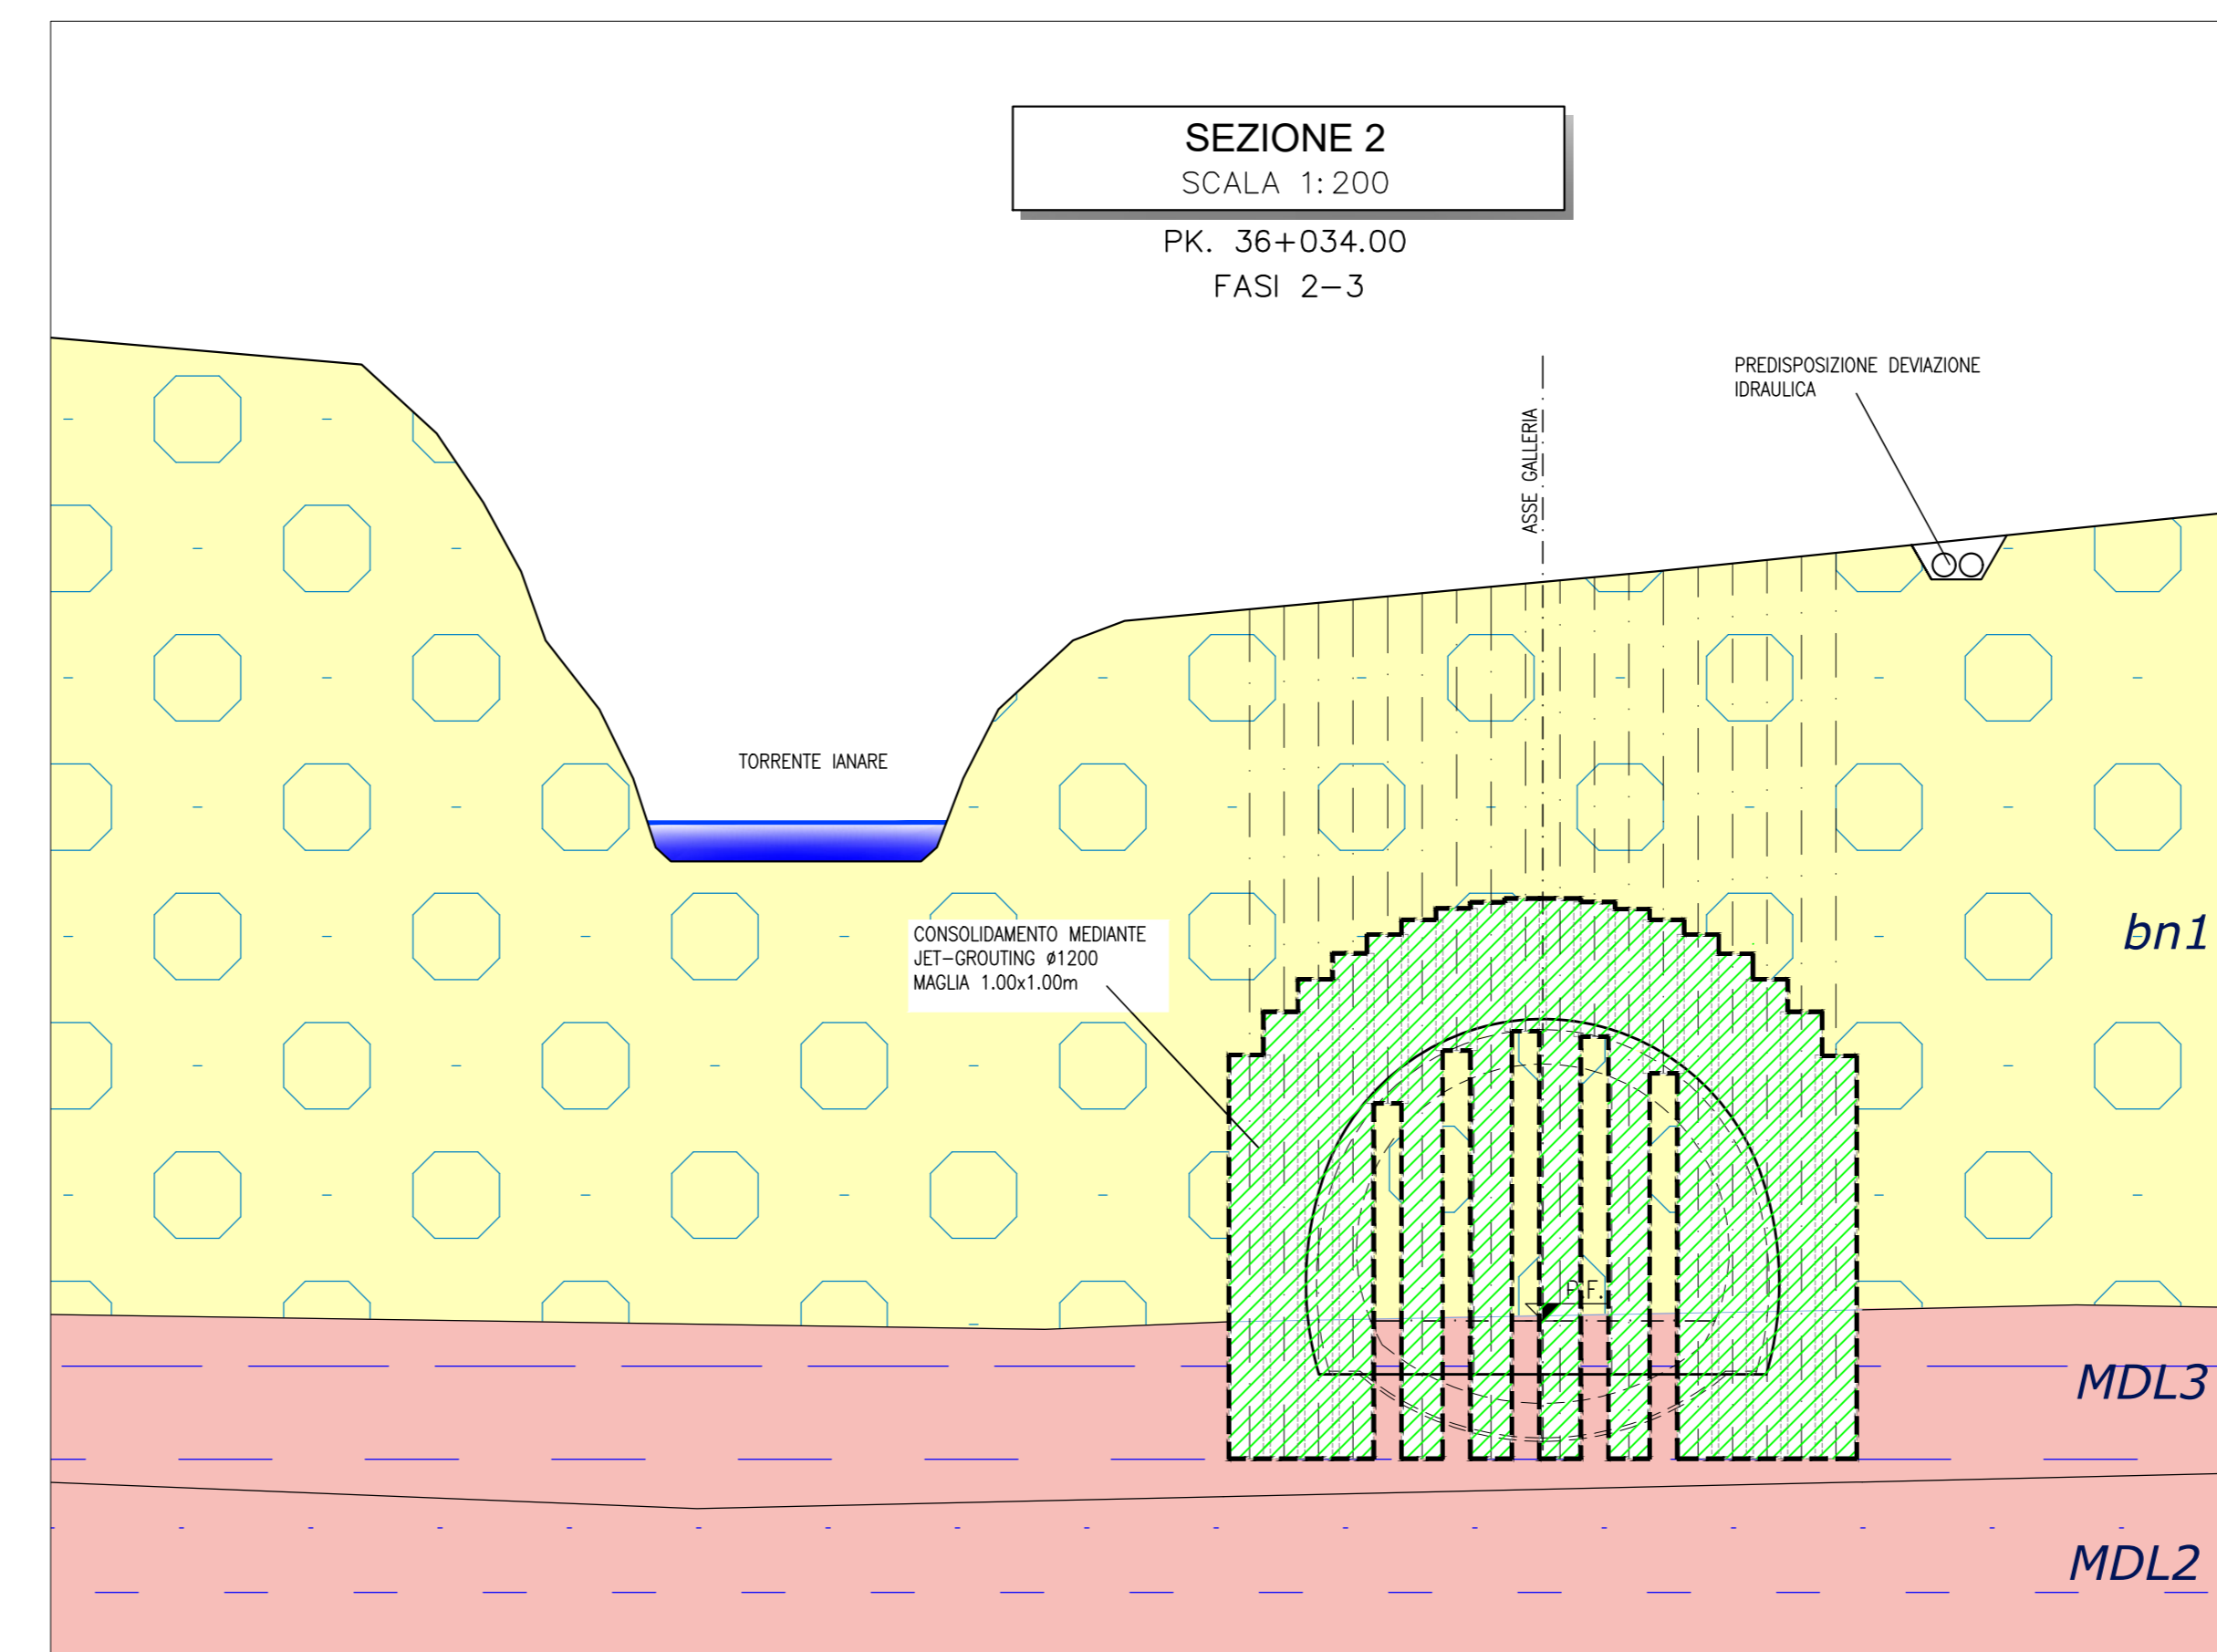 SEZIONE 2
SCALA 1:200
PK. 36+034.00
FASI 2-3
PREDISPOSIZIONE DEVIAZIONE
IDRAULICA
ASSE GALLERIA
TORRENTE IANARE
CONSOLIDAMENTO MEDIANTE
JET-GROUTING ø1200
MAGLIA 1.00x1.00m
bn1
P.F.
MDL3
MDL2